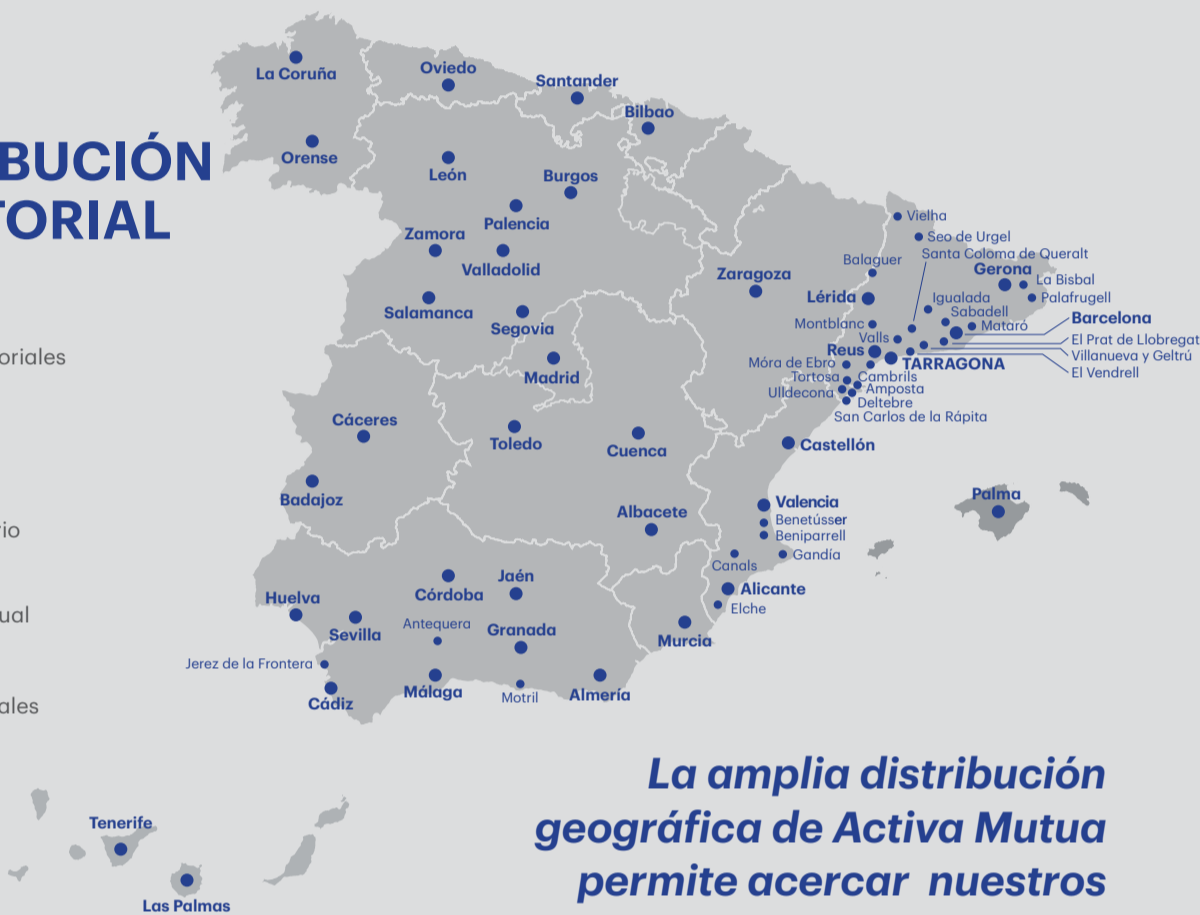 BUCIÓN
TORIAL
oriales
io
ual
ales
La Coruña
Oviedo
Santander
Bilbao
Orense
León
Burgos
Palencia
Zamora
Valladolid
Salamanca
Segovia
Madrid
Zaragoza
Vielha
Seo de Urgel
Santa Coloma de Queralt
Balaguer
Gerona
La Bisbal
Lérida
Igualada
Palafrugell
Sabadell
Montblanc
Mataró
Barcelona
Valls
El Prat de Llobregat
Reus
Villanueva y Geltrú
Móra de Ebro
TARRAGONA
El Vendrell
Tortosa
Cambrils
Ulldecona
Amposta
Deltebre
San Carlos de la Rápita
Cáceres
Toledo
Cuenca
Castellón
Badajoz
Albacete
Valencia
Benetússer
Beniparrell
Palma
Canals
Gandía
Alicante
Elche
Huelva
Córdoba
Jaén
Sevilla
Antequera
Granada
Murcia
Jerez de la Frontera
Cádiz
Málaga
Motril
Almería
Tenerife
Las Palmas
La amplia distribución
geográfica de Activa Mutua
permite acercar nuestros